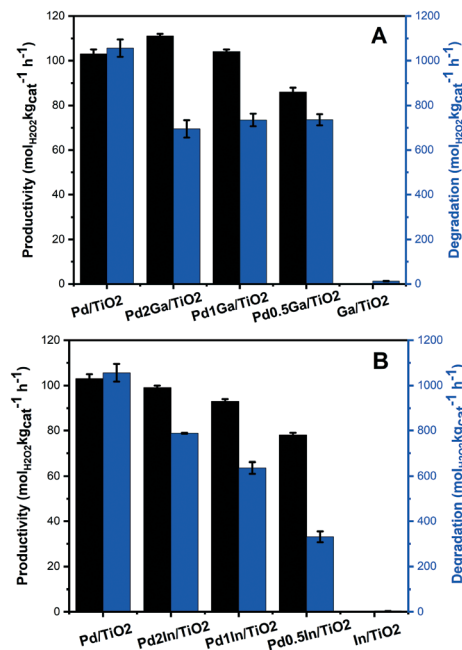 A
Productivity (molH2O2kgcat⁻¹ h⁻¹)
120
100
80
60
40
20
0
Degradation (molH2O2kgcat⁻¹ h⁻¹)
1200
1000
800
600
400
200
0
Pd/TiO2
Pd2Ga/TiO2
Pd1Ga/TiO2
Pd0.5Ga/TiO2
Ga/TiO2
B
Productivity (molH2O2kgcat⁻¹ h⁻¹)
120
100
80
60
40
20
0
Degradation (molH2O2kgcat⁻¹ h⁻¹)
1200
1000
800
600
400
200
0
Pd/TiO2
Pd2In/TiO2
Pd1In/TiO2
Pd0.5In/TiO2
In/TiO2